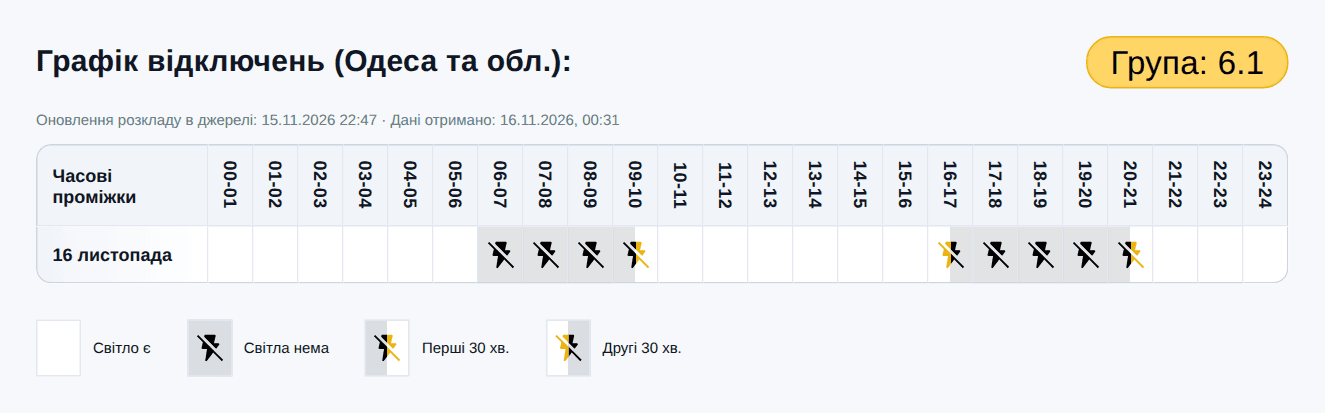 Графік відключень (Одеса та обл.):
Група: 6.1
Оновлення розкладу в джерелі: 15.11.2026 22:47 · Дані отримано: 16.11.2026, 00:31
Часові
проміжки
00-01
01-02
02-03
03-04
04-05
05-06
06-07
07-08
08-09
09-10
10-11
11-12
12-13
13-14
14-15
15-16
16-17
17-18
18-19
19-20
20-21
21-22
22-23
23-24
16 листопада
Світло є
Світла нема
Перші 30 хв.
Другі 30 хв.